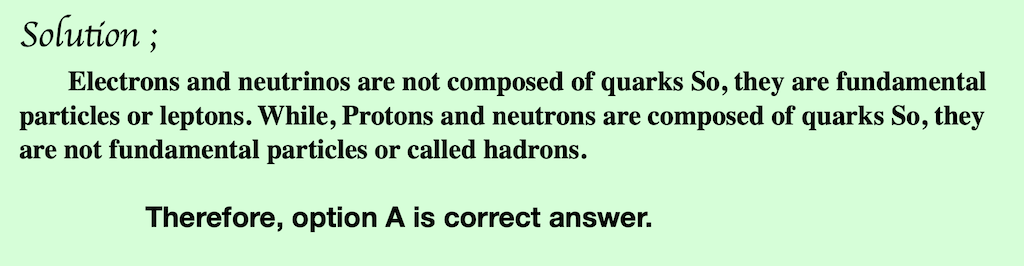 Solution ;
Electrons and neutrinos are not composed of quarks So, they are fundamental
particles or leptons. While, Protons and neutrons are composed of quarks So, they
are not fundamental particles or called hadrons.
Therefore, option A is correct answer.